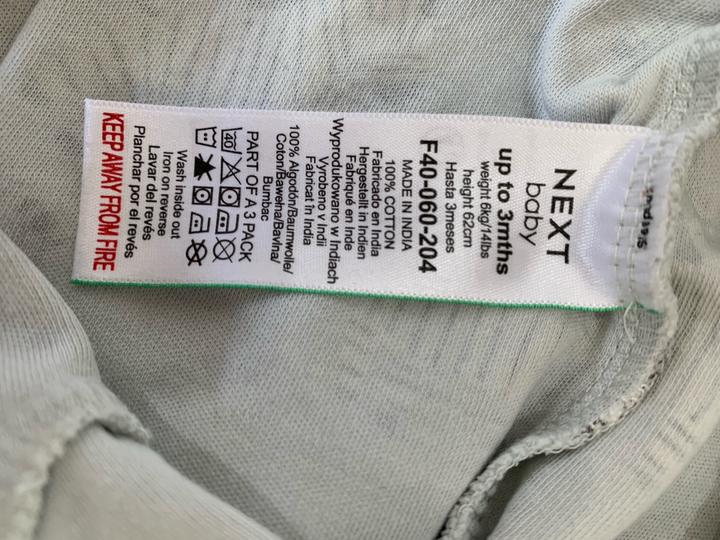 NEXT
baby
up to 3mths
weight 6kg/14lbs
height 62cm
Hasta 3meses
F40-060-204
MADE IN INDIA
100% COTTON
Fabricado en India
Hergestellt in Indien
Fabriqué en Inde
Wyprodukowano w Indiach
Vyrobeno v Indii
Fabricat în India
100% Algodón/Baumwolle/
Coton/Bawełna/Bavlna/
Bumbac
PART OF A 3 PACK
40
Wash inside out
Iron on reverse
Lavar del revés
Planchar por el revés
KEEP AWAY FROM FIRE